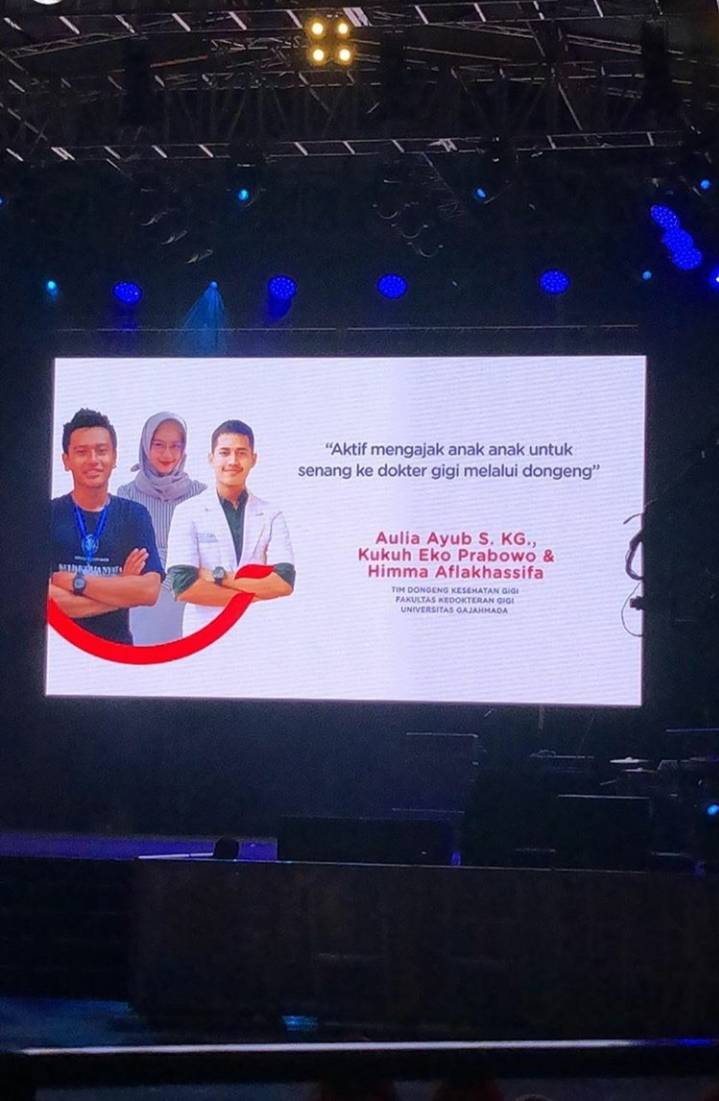 “Aktif mengajak anak anak untuk
senang ke dokter gigi melalui dongeng”
Aulia Ayub S. KG.,
Kukuh Eko Prabowo &
Himma Aflakhassifa
TIM DONGENG KESEHATAN GIGI
FAKULTAS KEDOKTERAN GIGI
UNIVERSITAS GAJAHMADA